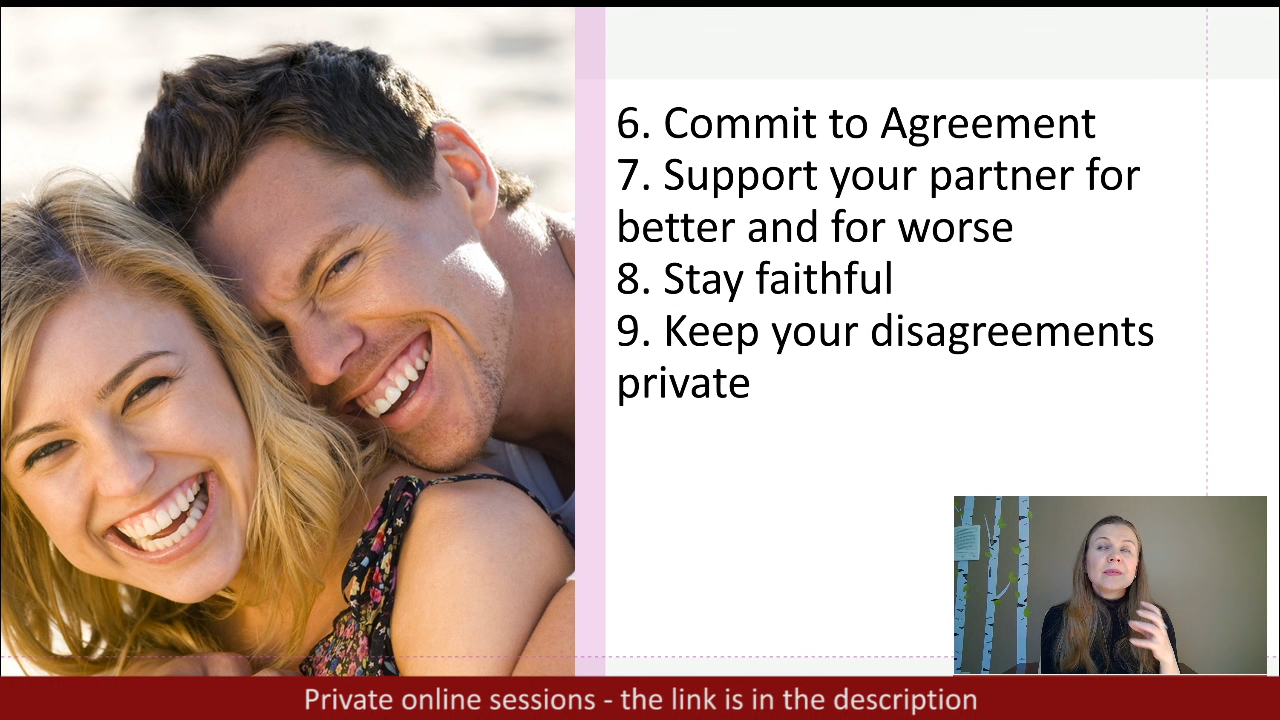 6. Commit to Agreement
7. Support your partner for
better and for worse
8. Stay faithful
9. Keep your disagreements
private
Private online sessions - the link is in the description